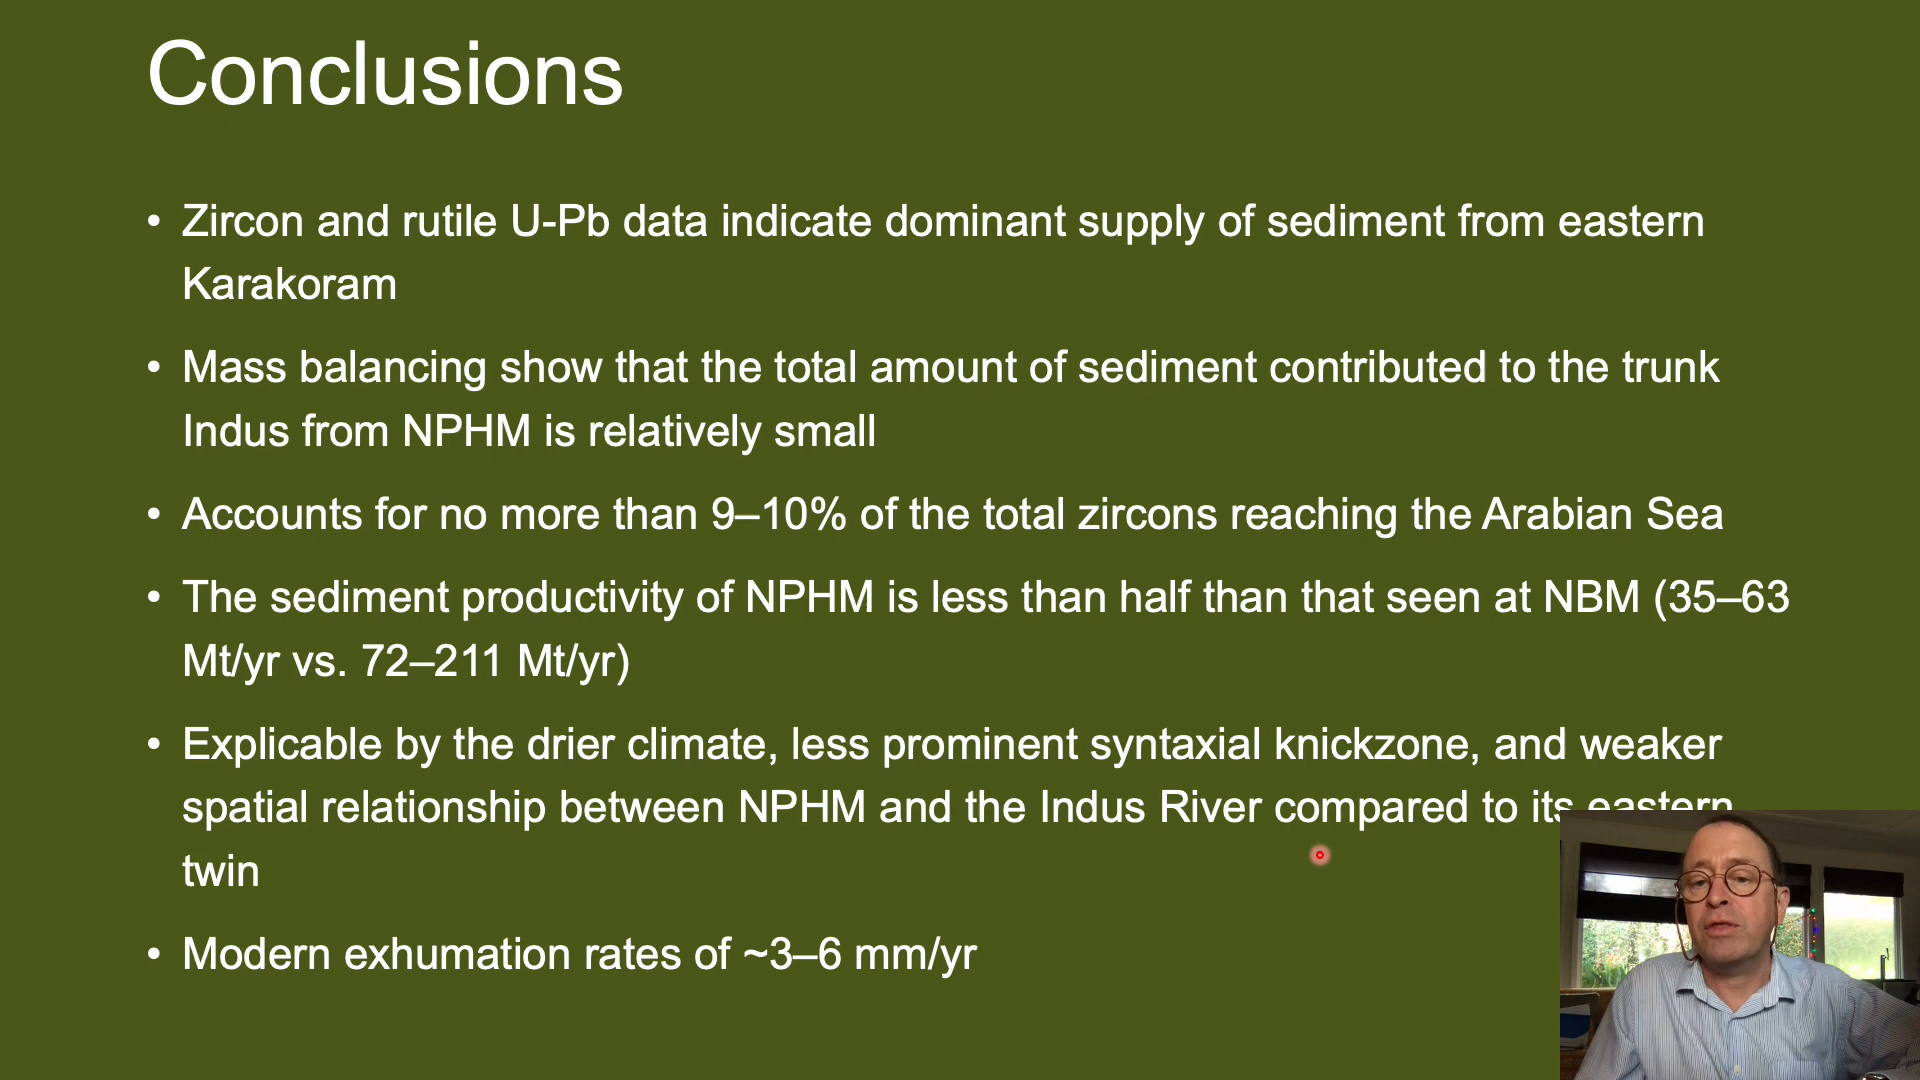 Conclusions
• Zircon and rutile U-Pb data indicate dominant supply of sediment from eastern
Karakoram
• Mass balancing show that the total amount of sediment contributed to the trunk
Indus from NPHM is relatively small
• Accounts for no more than 9–10% of the total zircons reaching the Arabian Sea
• The sediment productivity of NPHM is less than half than that seen at NBM (35–63
Mt/yr vs. 72–211 Mt/yr)
• Explicable by the drier climate, less prominent syntaxial knickzone, and weaker
spatial relationship between NPHM and the Indus River compared to its eastern
twin
• Modern exhumation rates of ~3–6 mm/yr